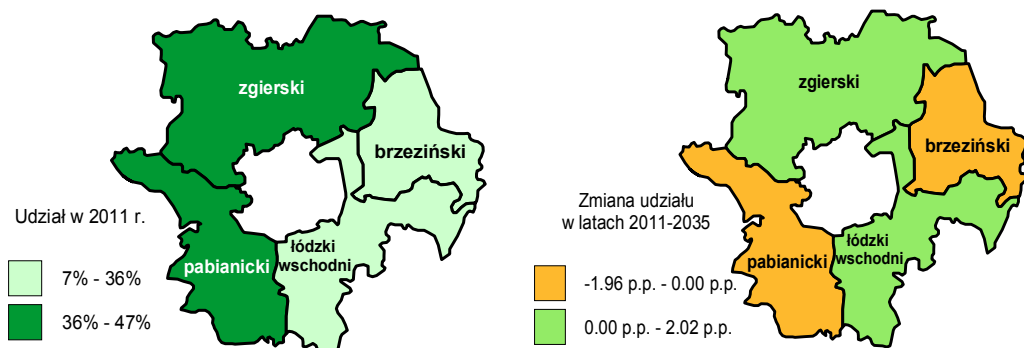 zgierski
brzeziński
Udział w 2011 r.
łódzki
wschodni
pabianicki
7% - 36%
36% - 47%
zgierski
brzeziński
Zmiana udziału
w latach 2011-2035
łódzki
wschodni
pabianicki
-1.96 p.p. - 0.00 p.p.
0.00 p.p. - 2.02 p.p.